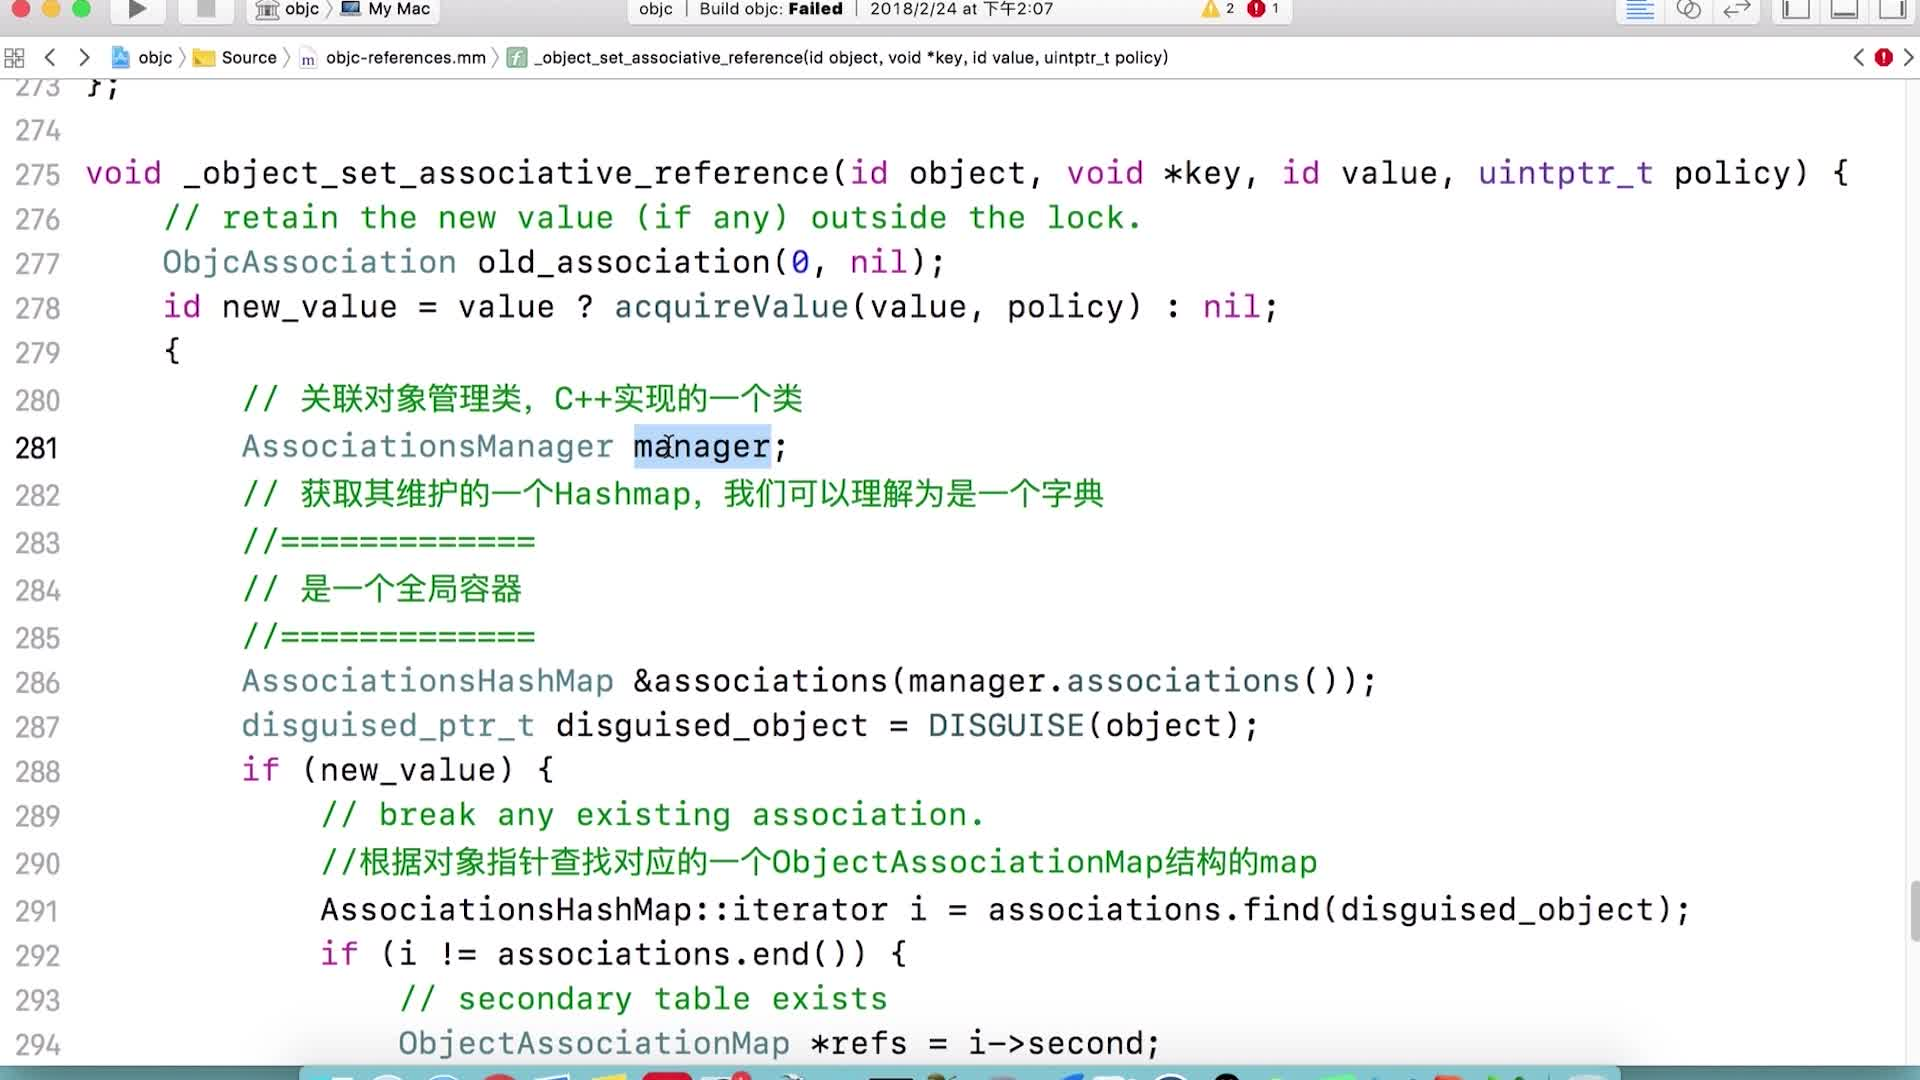 objc My Mac objc Build objc: Failed 2018/2/24 at 下午2:07 2 1
objc Source m objc-references.mm f _object_set_associative_reference(id object, void *key, id value, uintptr_t policy)
273 };
274
275 void _object_set_associative_reference(id object, void *key, id value, uintptr_t policy) {
276 // retain the new value (if any) outside the lock.
277 ObjcAssociation old_association(0, nil);
278 id new_value = value ? acquireValue(value, policy) : nil;
279 {
280 // 关联对象管理类，C++实现的一个类
281 AssociationsManager manager;
282 // 获取其维护的一个Hashmap，我们可以理解为是一个字典
283 //=============
284 // 是一个全局容器
285 //=============
286 AssociationsHashMap &associations(manager.associations());
287 disguised_ptr_t disguised_object = DISGUISE(object);
288 if (new_value) {
289 // break any existing association.
290 //根据对象指针查找对应的一个ObjectAssociationMap结构的map
291 AssociationsHashMap::iterator i = associations.find(disguised_object);
292 if (i != associations.end()) {
293 // secondary table exists
294 ObjectAssociationMap *refs = i->second;